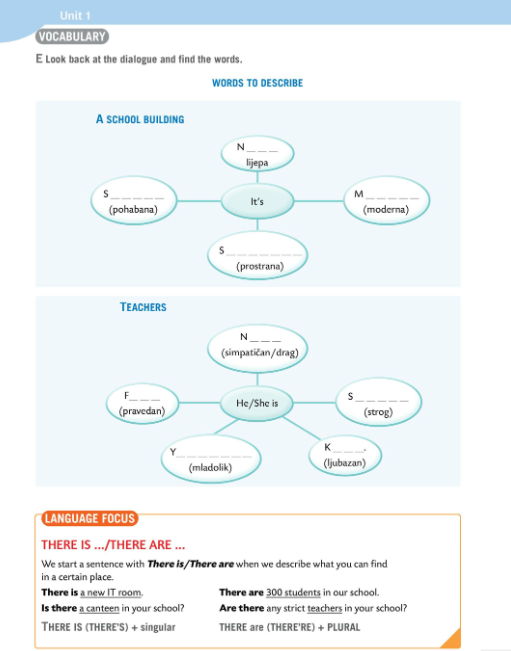 Unit 1
VOCABULARY
E Look back at the dialogue and find the words.
WORDS TO DESCRIBE
A SCHOOL BUILDING
N _ _ _
lijepa
S _ _ _ _ _
(pohabana)
It's
M _ _ _ _ _
(moderna)
S _ _ _ _ _ _ _
(prostrana)
TEACHERS
N _ _ _
(simpatičan/drag)
F _ _ _
(pravedan)
He/She is
S _ _ _ _ _
(strog)
Y _ _ _ _ _ _ _
(mladolik)
K _ _ _.
(ljubazan)
LANGUAGE FOCUS
THERE IS .../THERE ARE ...
We start a sentence with There is/There are when we describe what you can find
in a certain place.
There is a new IT room. There are 300 students in our school.
Is there a canteen in your school? Are there any strict teachers in your school?
THERE IS (THERE'S) + singular THERE are (THERE'RE) + PLURAL